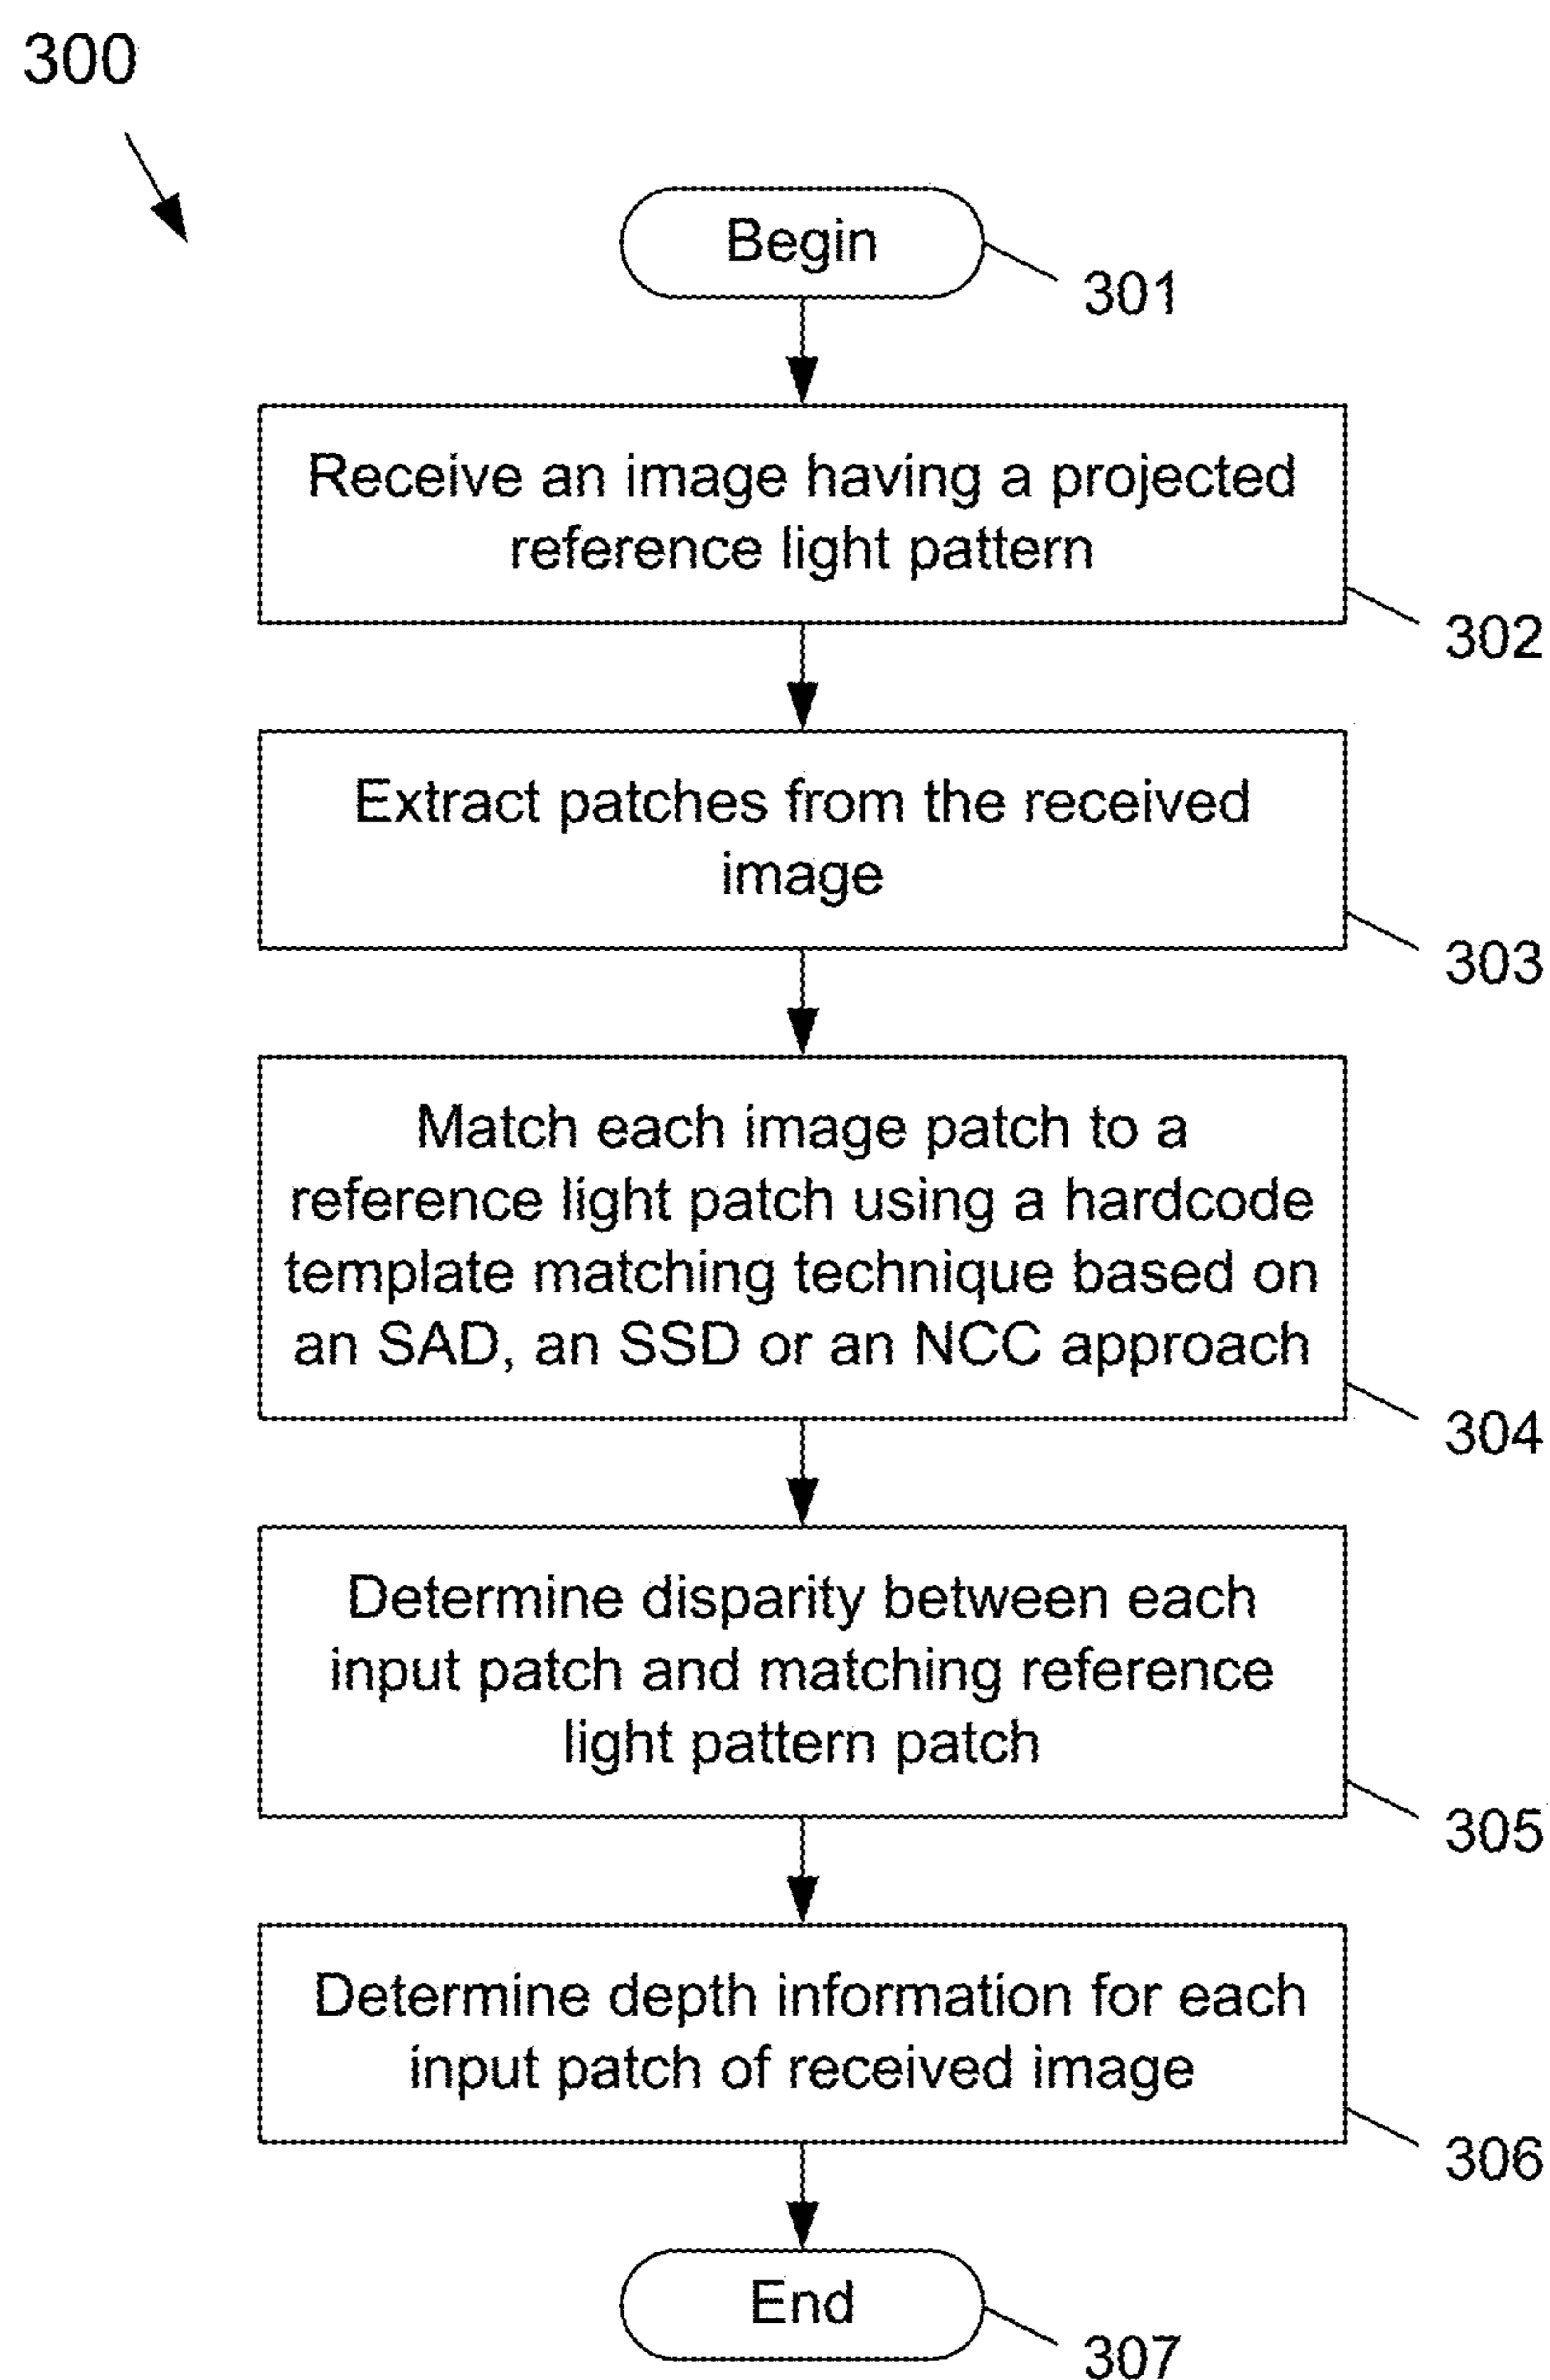 300
Begin
301
Receive an image having a projected
reference light pattern
302
Extract patches from the received
image
303
Match each image patch to a
reference light patch using a hardcode
template matching technique based on
an SAD, an SSD or an NCC approach
304
Determine disparity between each
input patch and matching reference
light pattern patch
305
Determine depth information for each
input patch of received image
306
End
307